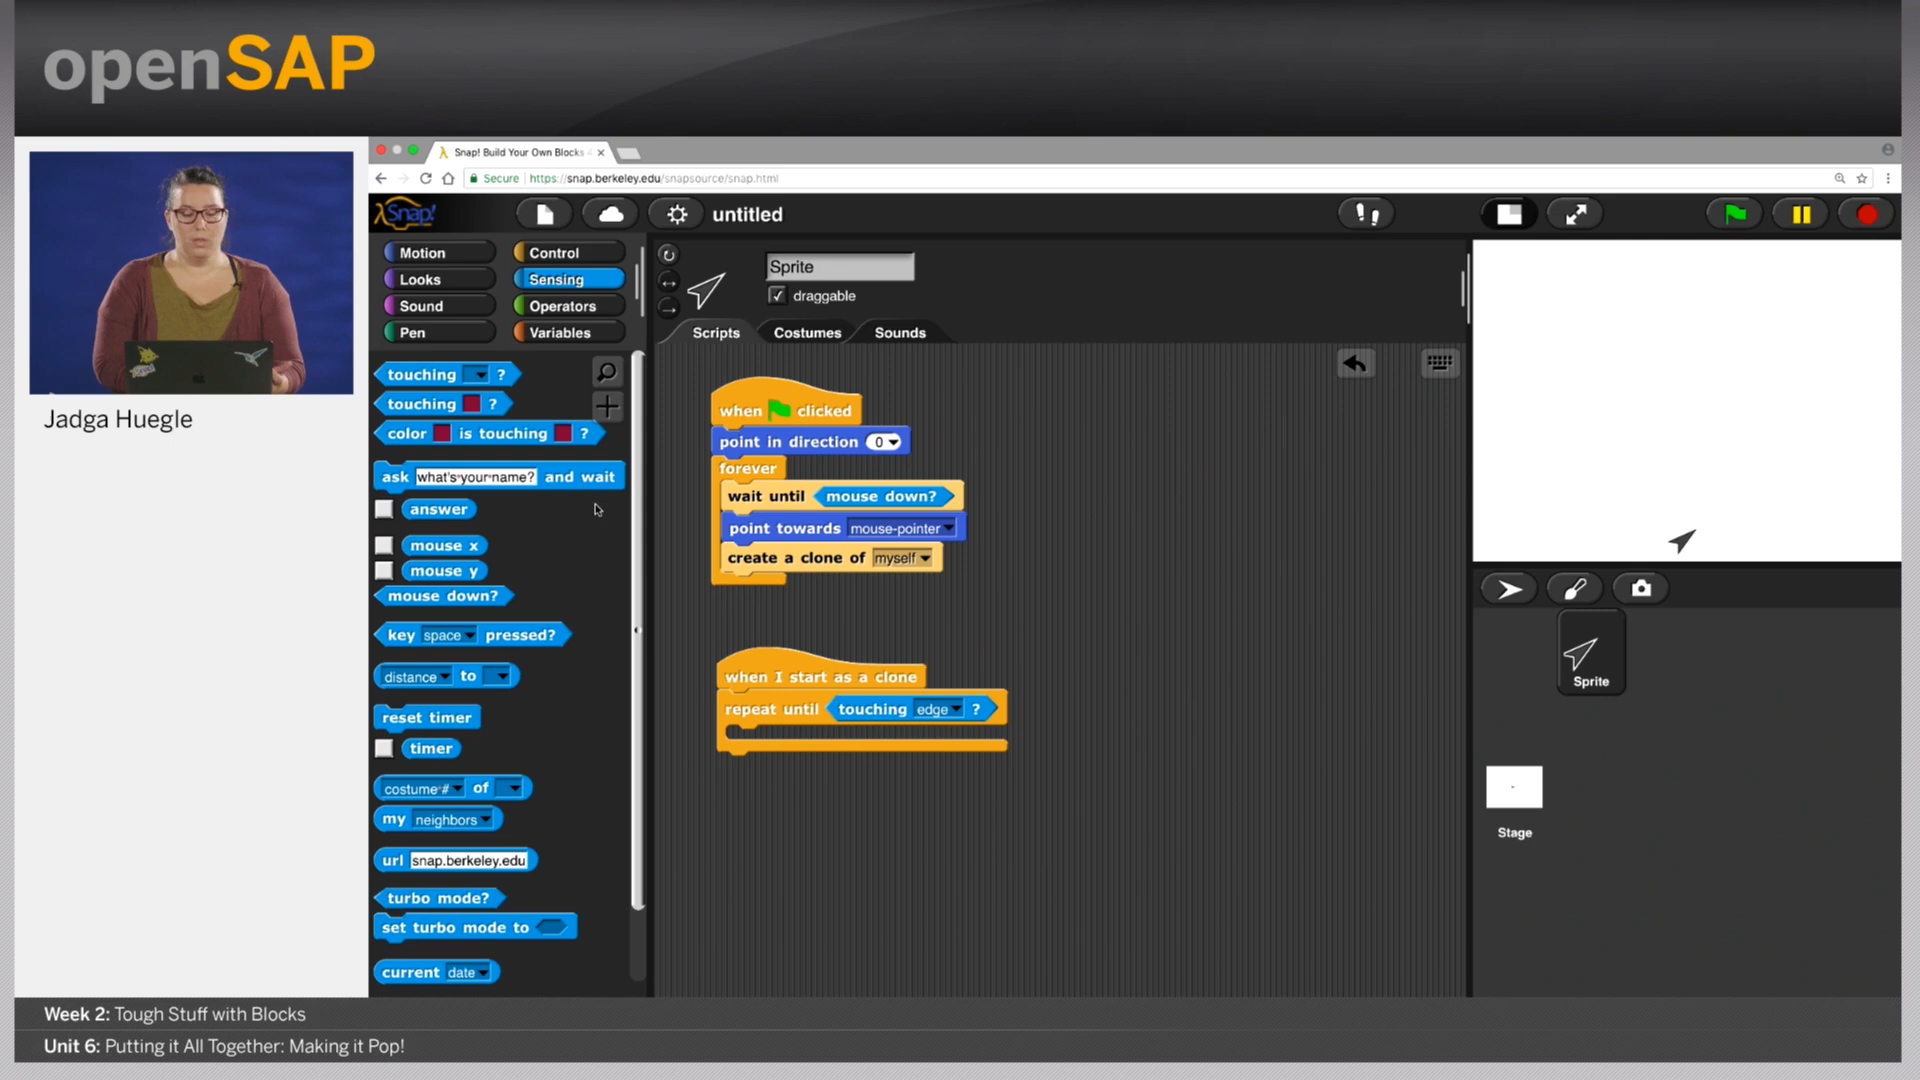 openSAP
Jadga Huegle
Snap! Build Your Own Blocks
Secure https://snap.berkeley.edu/snapsource/snap.html
Snap!
untitled
Motion
Control
Looks
Sensing
Sound
Operators
Pen
Variables
Sprite
draggable
Scripts
Costumes
Sounds
touching ?
touching ?
color is touching ?
ask what's your name? and wait
answer
mouse x
mouse y
mouse down?
key space pressed?
distance to
reset timer
timer
costume # of
my neighbors
url snap.berkeley.edu
turbo mode?
set turbo mode to
current date
when clicked
point in direction 0
forever
wait until mouse down?
point towards mouse-pointer
create a clone of myself
when I start as a clone
repeat until touching edge ?
Sprite
Stage
Week 2: Tough Stuff with Blocks
Unit 6: Putting it All Together: Making it Pop!